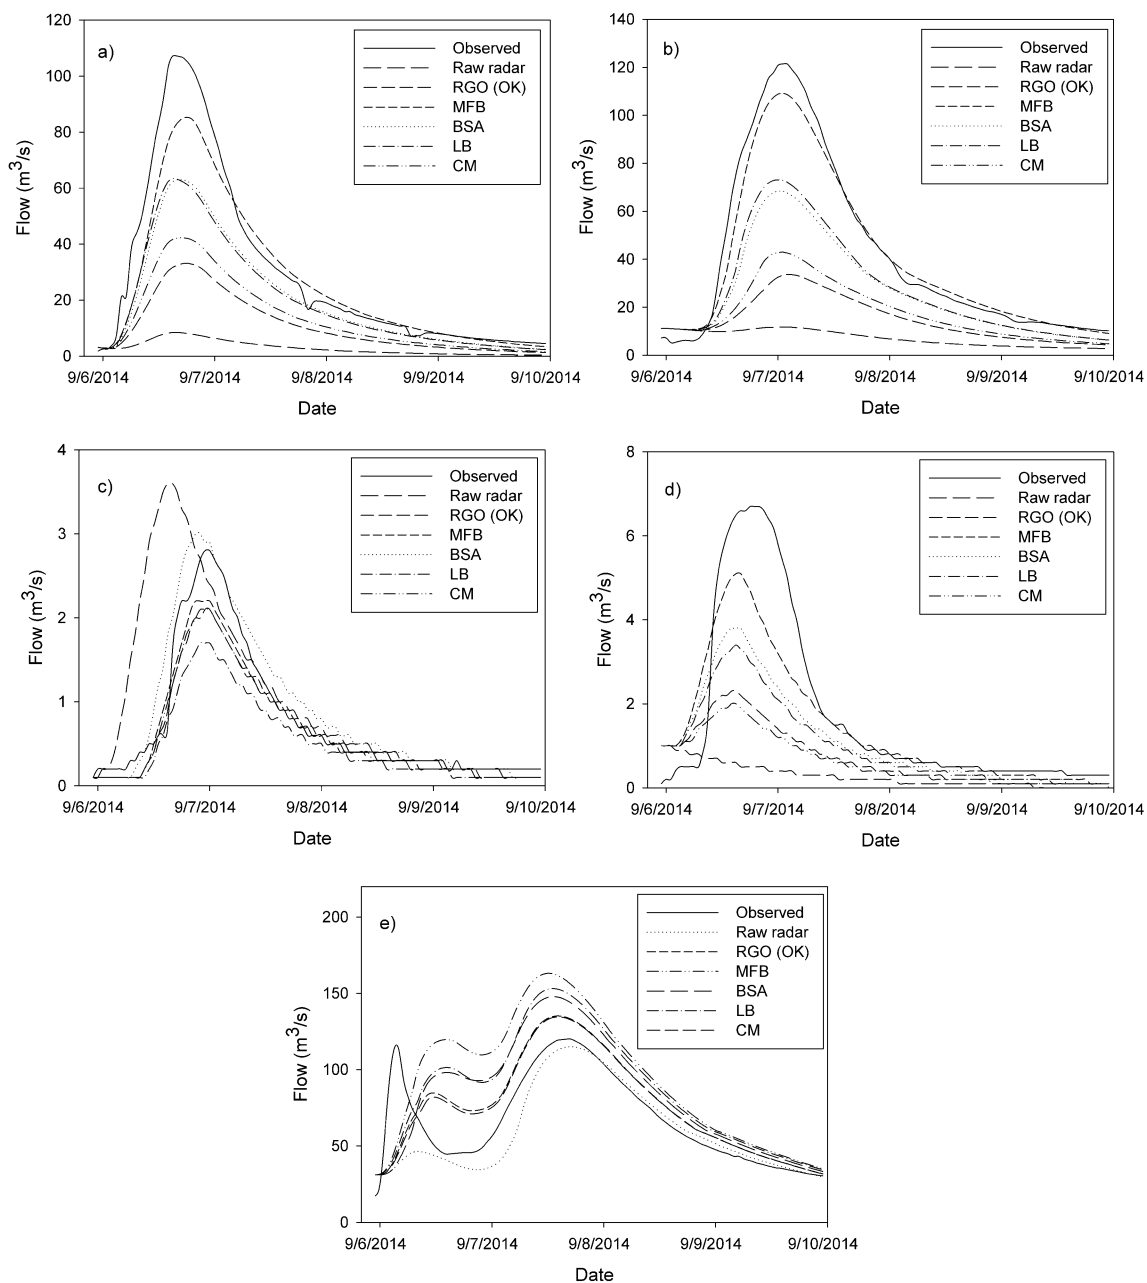 a)
Flow (m3/s)
120
100
80
60
40
20
0
Observed
Raw radar
RGO (OK)
MFB
BSA
LB
CM
9/6/2014 9/7/2014 9/8/2014 9/9/2014 9/10/2014
Date
b)
Flow (m3/s)
140
120
100
80
60
40
20
0
Observed
Raw radar
RGO (OK)
MFB
BSA
LB
CM
9/6/2014 9/7/2014 9/8/2014 9/9/2014 9/10/2014
Date
c)
Flow (m3/s)
4
3
2
1
0
Observed
Raw radar
RGO (OK)
MFB
BSA
LB
CM
9/6/2014 9/7/2014 9/8/2014 9/9/2014 9/10/2014
Date
d)
Flow (m3/s)
8
6
4
2
0
Observed
Raw radar
RGO (OK)
MFB
BSA
LB
CM
9/6/2014 9/7/2014 9/8/2014 9/9/2014 9/10/2014
Date
e)
Flow (m3/s)
200
150
100
50
0
Observed
Raw radar
RGO (OK)
MFB
BSA
LB
CM
9/6/2014 9/7/2014 9/8/2014 9/9/2014 9/10/2014
Date